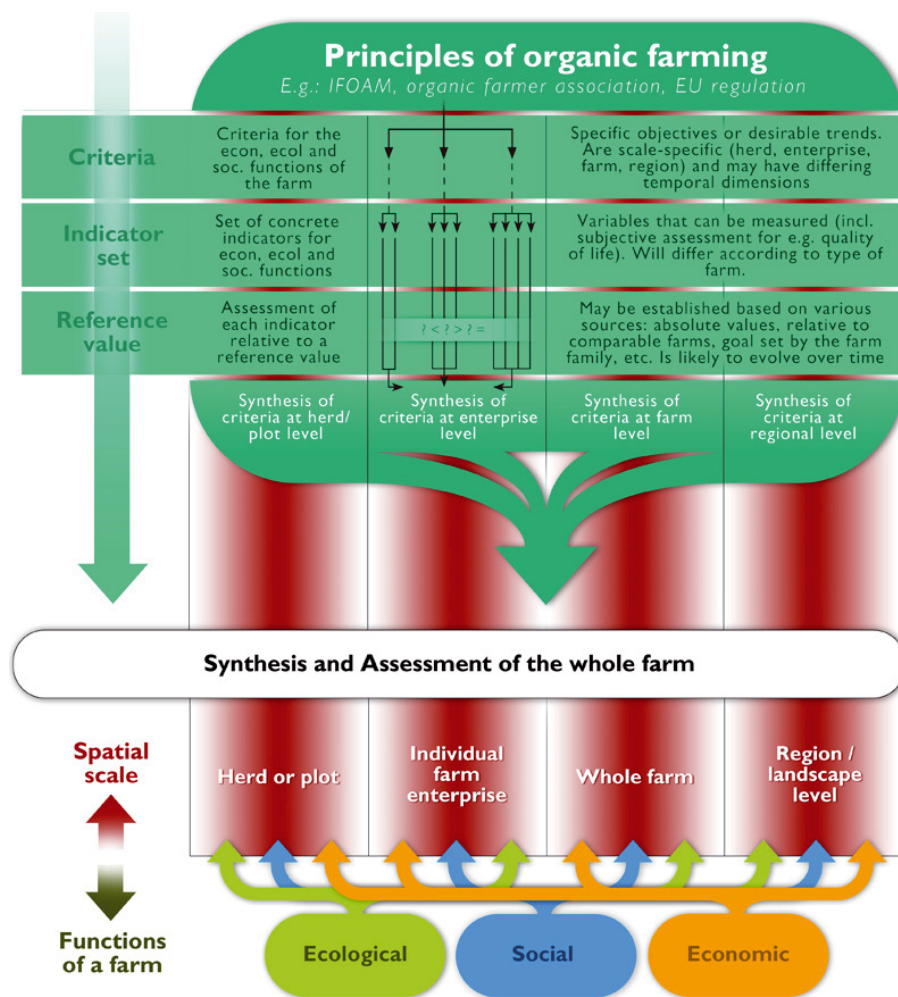 Principles of organic farming
E.g.: IFOAM, organic farmer association, EU regulation
Criteria
Criteria for the
econ, ecol and
soc. functions of
the farm
Specific objectives or desirable trends.
Are scale-specific (herd, enterprise,
farm, region) and may have differing
temporal dimensions
Indicator
set
Set of concrete
indicators for
econ, ecol and
soc. functions
Variables that can be measured (incl.
subjective assessment for e.g. quality
of life). Will differ according to type of
farm.
Reference
value
Assessment of
each indicator
relative to a
reference value
? < ? > ? =
May be established based on various
sources: absolute values, relative to
comparable farms, goal set by the farm
family, etc. Is likely to evolve over time
Synthesis of
criteria at herd/
plot level
Synthesis of
criteria at enterprise
level
Synthesis of
criteria at farm
level
Synthesis of
criteria at
regional level
Synthesis and Assessment of the whole farm
Spatial
scale
Herd or plot
Individual
farm
enterprise
Whole farm
Region /
landscape
level
Functions
of a farm
Ecological
Social
Economic